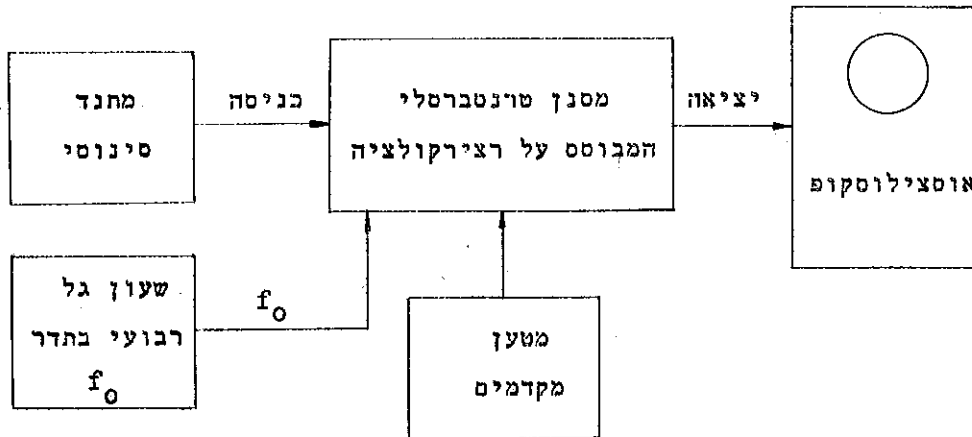 מתנד
סינוסי
כניסה
מסנן טרנסברסלי
המבוסס על רצירקולציה
יציאה
אוסצילוסקופ
שעון גל
רבועי בתדר
f₀
f₀
מטען
מקדמים